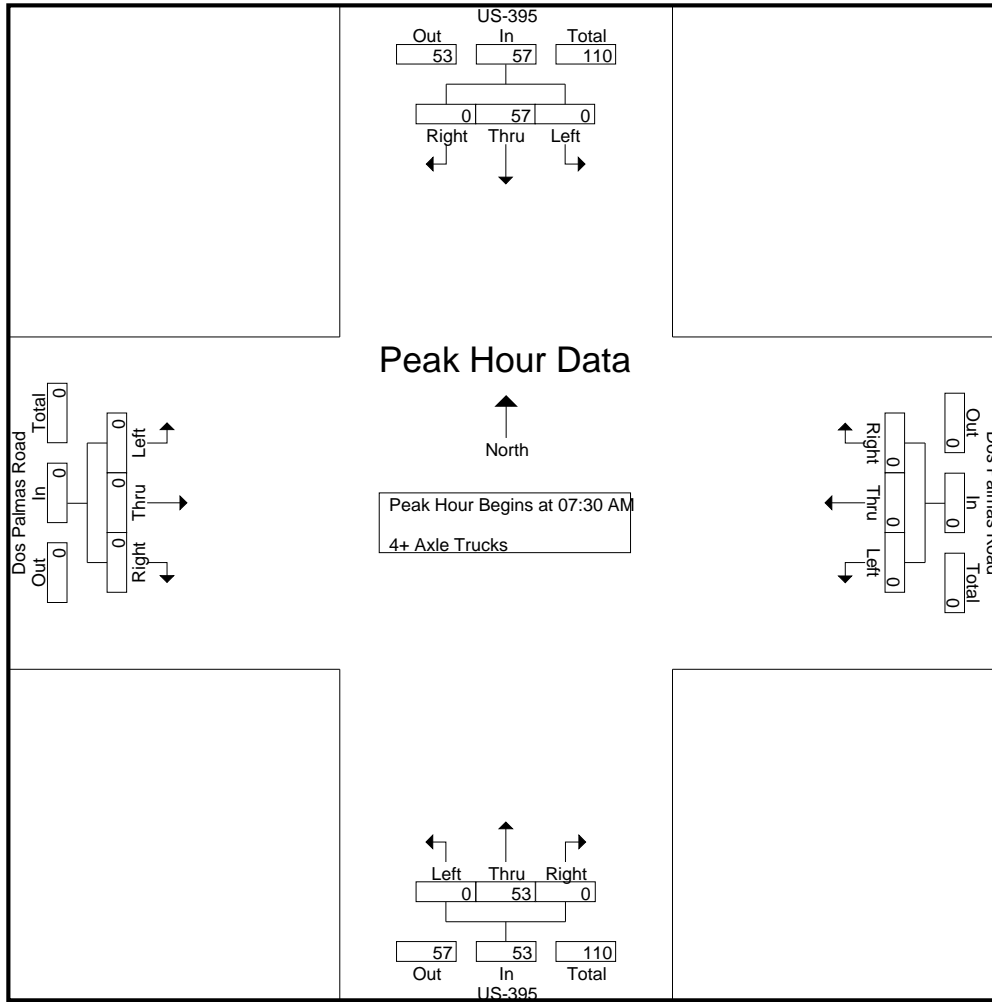 US-395
Out In Total
53 57 110
0 57 0
Right Thru Left
Peak Hour Data
North
Peak Hour Begins at 07:30 AM
4+ Axle Trucks
Dos Palmas Road
Out In Total
0 0 0
0 0 0
Left Thru Right
Dos Palmas Road
Out In Total
0 0 0
0 0 0
Right Thru Left
Left Thru Right
0 53 0
57 53 110
Out In Total
US-395